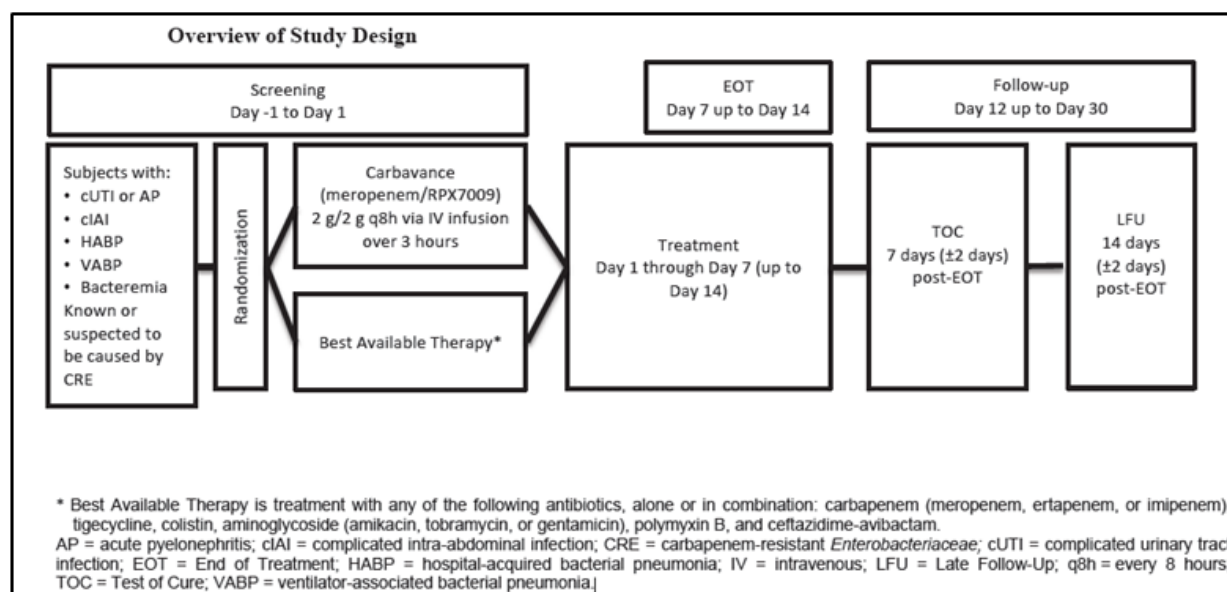 Overview of Study Design
Screening
Day -1 to Day 1
EOT
Day 7 up to Day 14
Follow-up
Day 12 up to Day 30
Subjects with:
• cUTI or AP
• cIAI
• HABP
• VABP
• Bacteremia
Known or
suspected to
be caused by
CRE
Randomization
Carbavance
(meropenem/RPX7009)
2 g/2 g q8h via IV infusion
over 3 hours
Best Available Therapy*
Treatment
Day 1 through Day 7 (up to
Day 14)
TOC
7 days (±2 days)
post-EOT
LFU
14 days
(±2 days)
post-EOT
* Best Available Therapy is treatment with any of the following antibiotics, alone or in combination: carbapenem (meropenem, ertapenem, or imipenem)
tigecycline, colistin, aminoglycoside (amikacin, tobramycin, or gentamicin), polymyxin B, and ceftazidime-avibactam.
AP = acute pyelonephritis; cIAI = complicated intra-abdominal infection; CRE = carbapenem-resistant Enterobacteriaceae; cUTI = complicated urinary tract
infection; EOT = End of Treatment; HABP = hospital-acquired bacterial pneumonia; IV = intravenous; LFU = Late Follow-Up; q8h = every 8 hours
TOC = Test of Cure; VABP = ventilator-associated bacterial pneumonia.